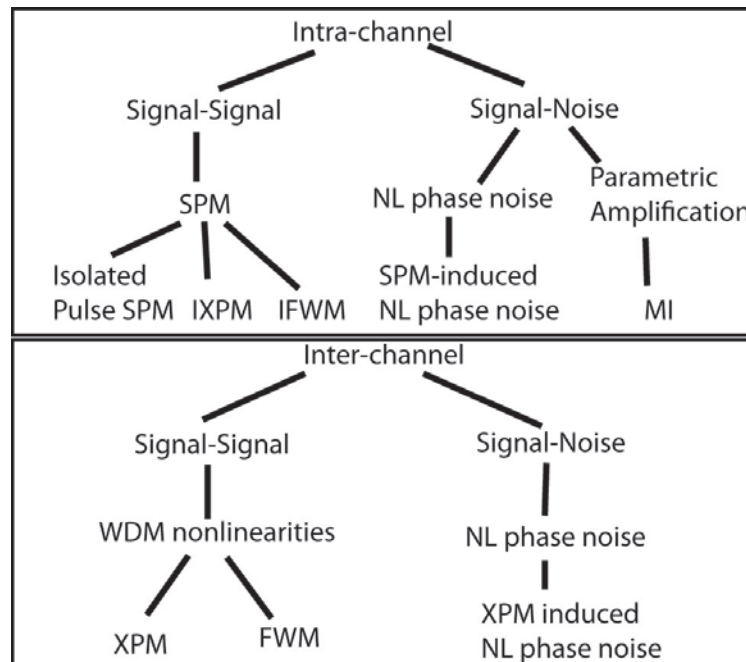 Intra-channel
Signal-Signal
Signal-Noise
SPM
NL phase noise
Parametric
Amplification
Isolated
Pulse SPM
IXPM
IFWM
SPM-induced
NL phase noise
MI
Inter-channel
Signal-Signal
Signal-Noise
WDM nonlinearities
NL phase noise
XPM
FWM
XPM induced
NL phase noise